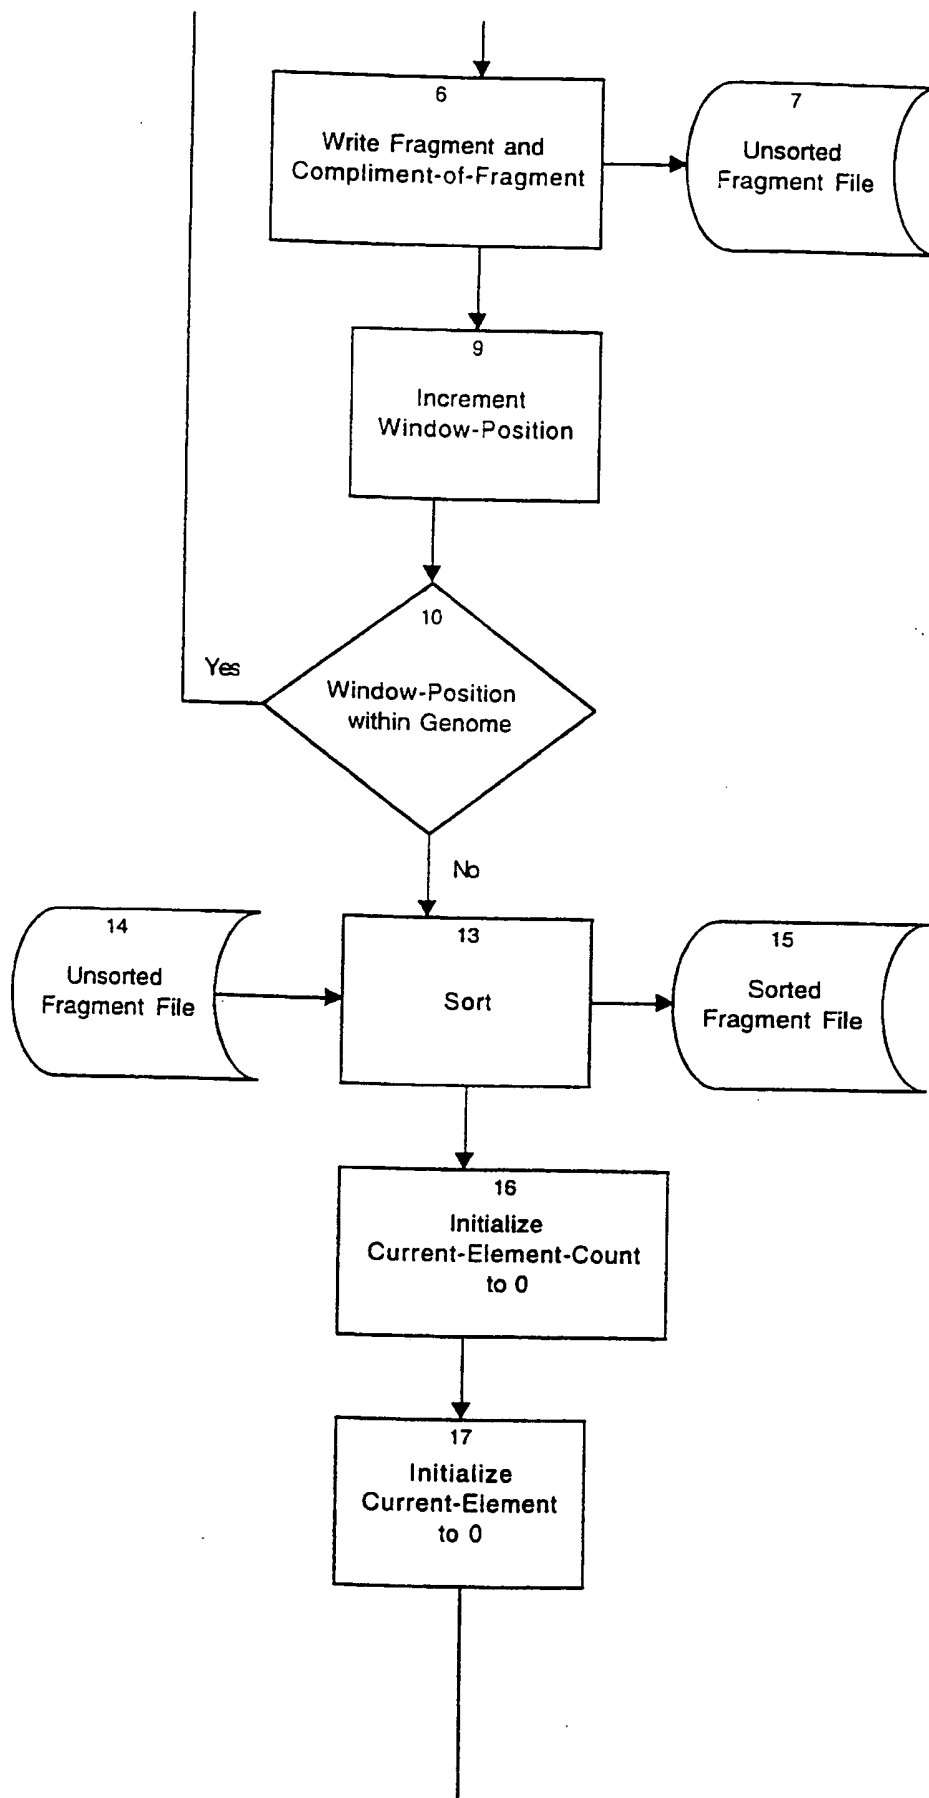 6
Write Fragment and
Compliment-of-Fragment
7
Unsorted
Fragment File
9
Increment
Window-Position
10
Window-Position
within Genome
Yes
No
14
Unsorted
Fragment File
13
Sort
15
Sorted
Fragment File
16
Initialize
Current-Element-Count
to 0
17
Initialize
Current-Element
to 0